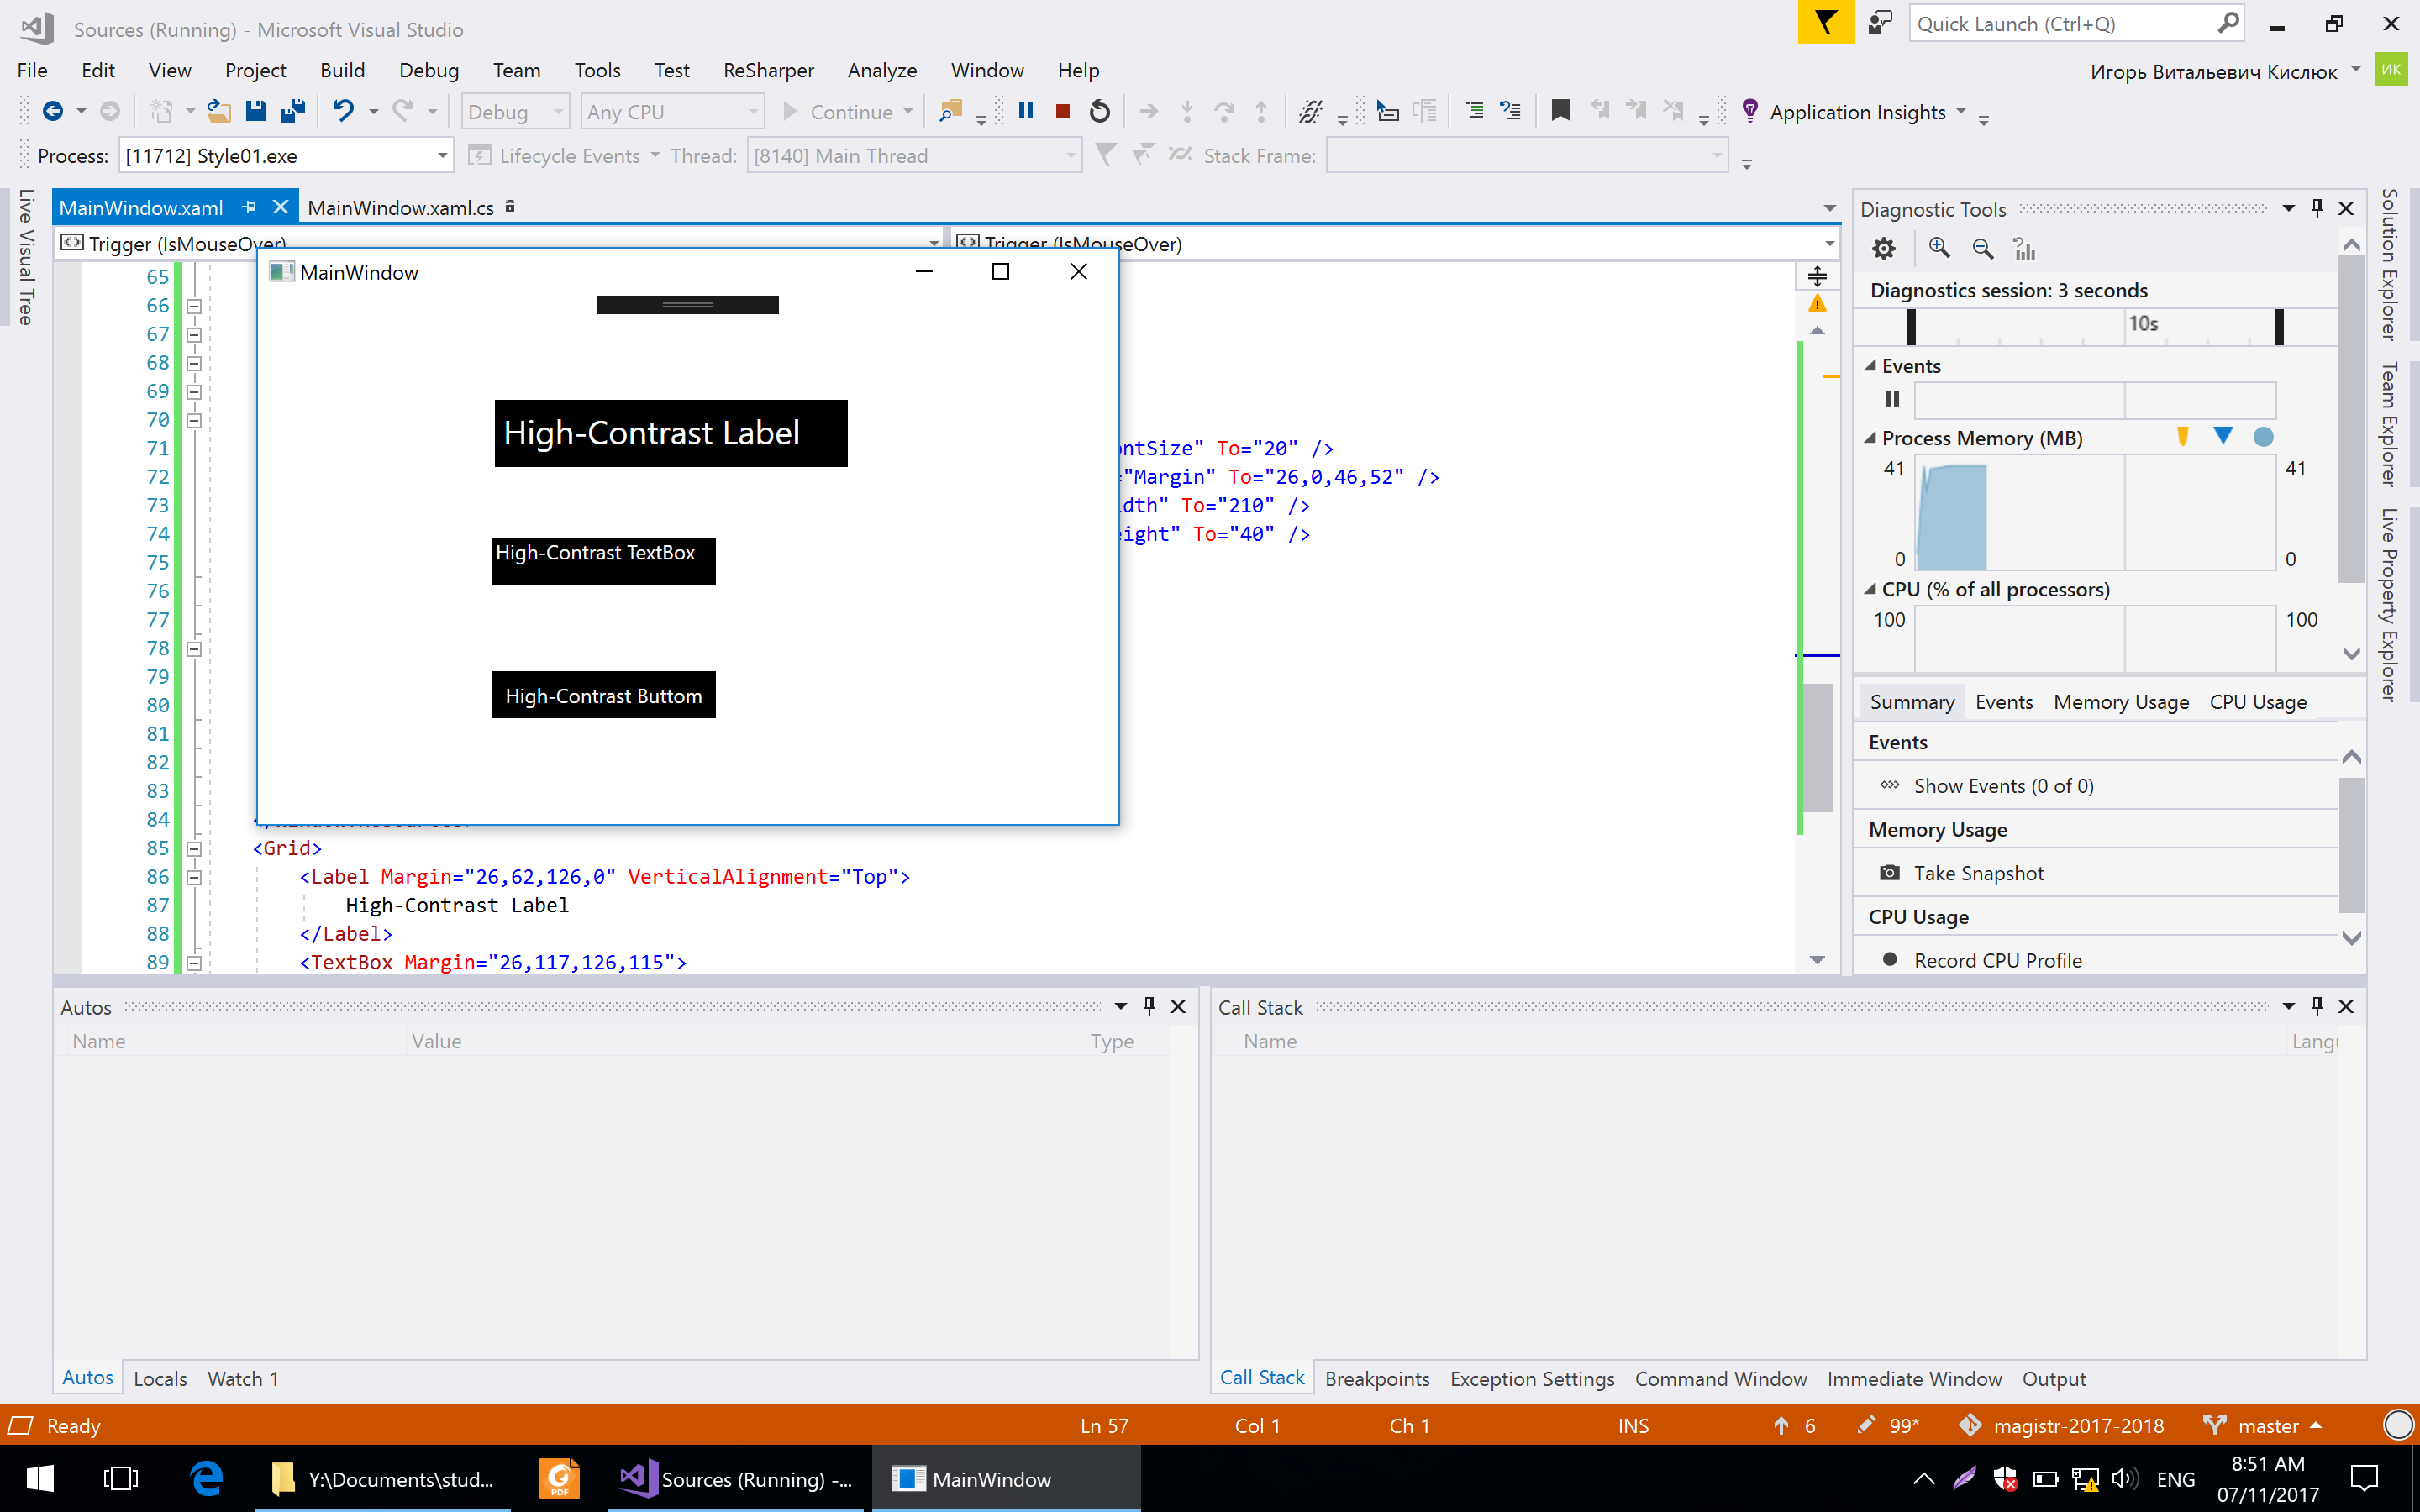 Sources (Running) - Microsoft Visual Studio
Quick Launch (Ctrl+Q)
File Edit View Project Build Debug Team Tools Test ReSharper Analyze Window Help
Игорь Витальевич Кислюк
ИК
Debug Any CPU Continue Application Insights
Process: [11712] Style01.exe Lifecycle Events Thread: [8140] Main Thread Stack Frame:
Live Visual Tree
MainWindow.xaml MainWindow.xaml.cs
Trigger (IsMouseOver) Trigger (IsMouseOver)
MainWindow
High-Contrast Label
High-Contrast TextBox
High-Contrast Buttom
65
66
67
68
69
70
71 ontSize" To="20" />
72 ="Margin" To="26,0,46,52" />
73 idth" To="210" />
74 eight" To="40" />
75
76
77
78
79
80
81
82
83
84
85 <Grid>
86 <Label Margin="26,62,126,0" VerticalAlignment="Top">
87 High-Contrast Label
88 </Label>
89 <TextBox Margin="26,117,126,115">
Diagnostic Tools
Diagnostics session: 3 seconds
10s
Events
Process Memory (MB)
41 41
0 0
CPU (% of all processors)
100 100
Summary Events Memory Usage CPU Usage
Events
Show Events (0 of 0)
Memory Usage
Take Snapshot
CPU Usage
Record CPU Profile
Solution Explorer
Team Explorer
Live Property Explorer
Autos
Name Value Type
Autos Locals Watch 1
Call Stack
Name Langu
Call Stack Breakpoints Exception Settings Command Window Immediate Window Output
Ready Ln 57 Col 1 Ch 1 INS 6 99* magistr-2017-2018 master
Y:\Documents\stud...
PDF
Sources (Running) -...
MainWindow
ENG
8:51 AM
07/11/2017